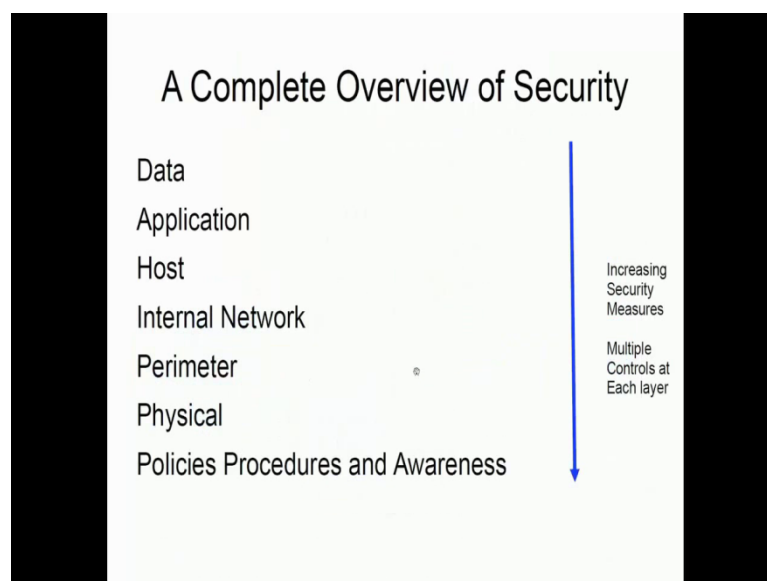 A Complete Overview of Security
Data
Application
Host
Internal Network
Perimeter
Physical
Policies Procedures and Awareness
Increasing
Security
Measures
Multiple
Controls at
Each layer